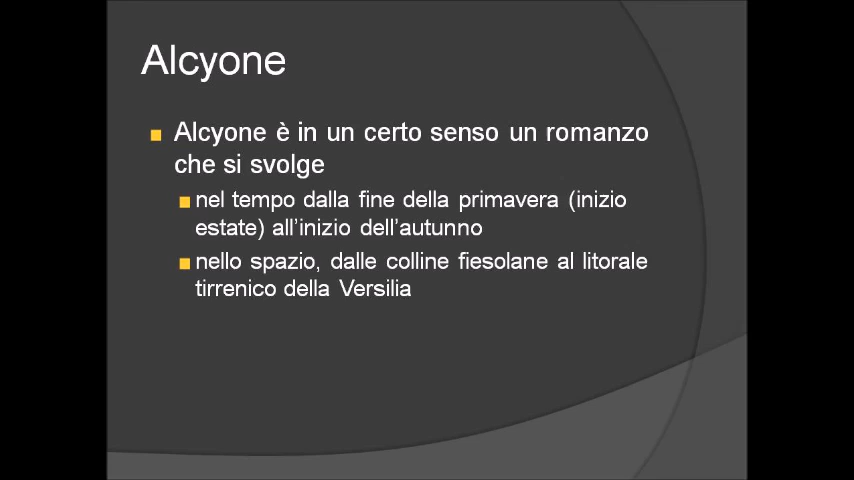 Alcyone
Alcyone è in un certo senso un romanzo
che si svolge
nel tempo dalla fine della primavera (inizio
estate) all'inizio dell'autunno
nello spazio, dalle colline fiesolane al litorale
tirrenico della Versilia